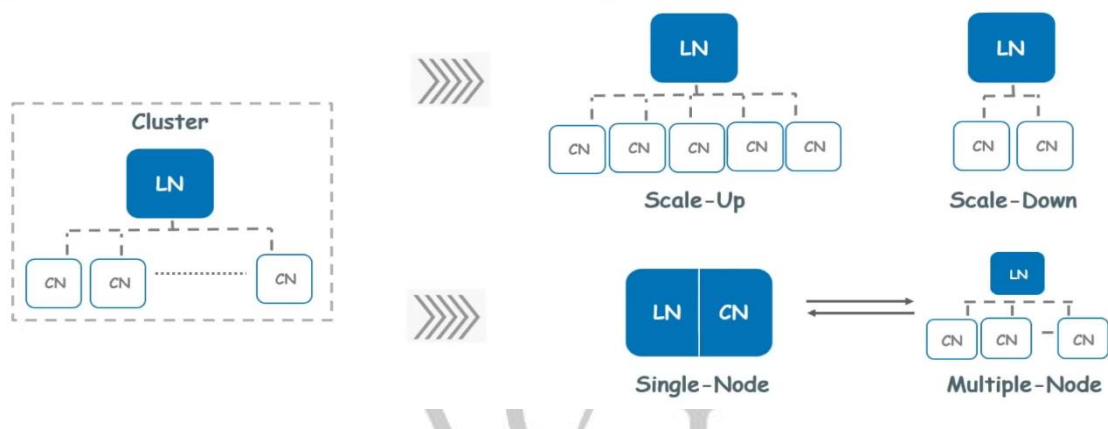 Cluster
LN
CN CN CN
LN
CN CN CN CN CN
Scale-Up
LN
CN CN
Scale-Down
LN CN
Single-Node
LN
CN CN CN
Multiple-Node